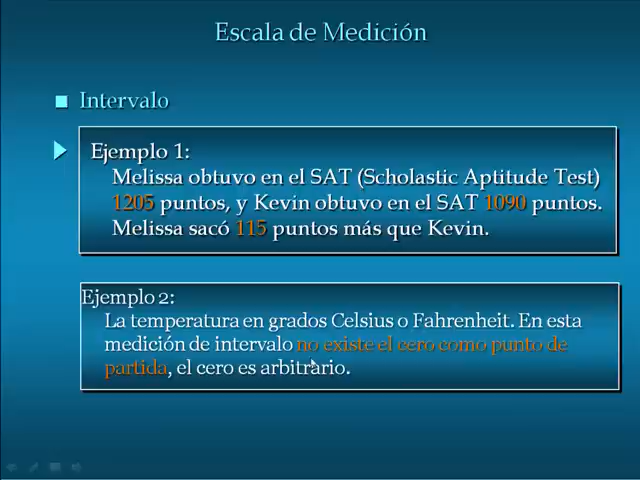 Escala de Medición
Intervalo
Ejemplo 1:
Melissa obtuvo en el SAT (Scholastic Aptitude Test)
1205 puntos, y Kevin obtuvo en el SAT 1090 puntos.
Melissa sacó 115 puntos más que Kevin.
Ejemplo 2:
La temperatura en grados Celsius o Fahrenheit. En esta
medición de intervalo no existe el cero como punto de
partida, el cero es arbitrario.